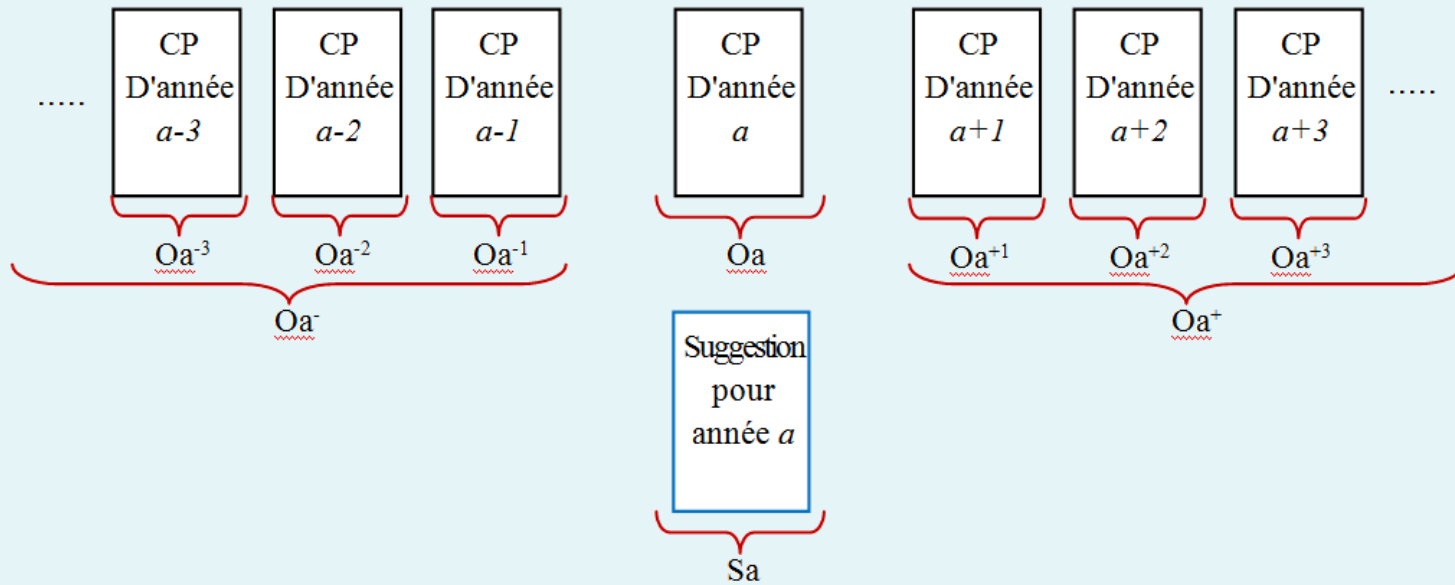 .....
CP
D'année
a-3
CP
D'année
a-2
CP
D'année
a-1
CP
D'année
a
CP
D'année
a+1
CP
D'année
a+2
CP
D'année
a+3
.....
Oa⁻³
Oa⁻²
Oa⁻¹
Oa
Oa⁺¹
Oa⁺²
Oa⁺³
Oa⁻
Oa⁺
Suggestion
pour
année a
Sa